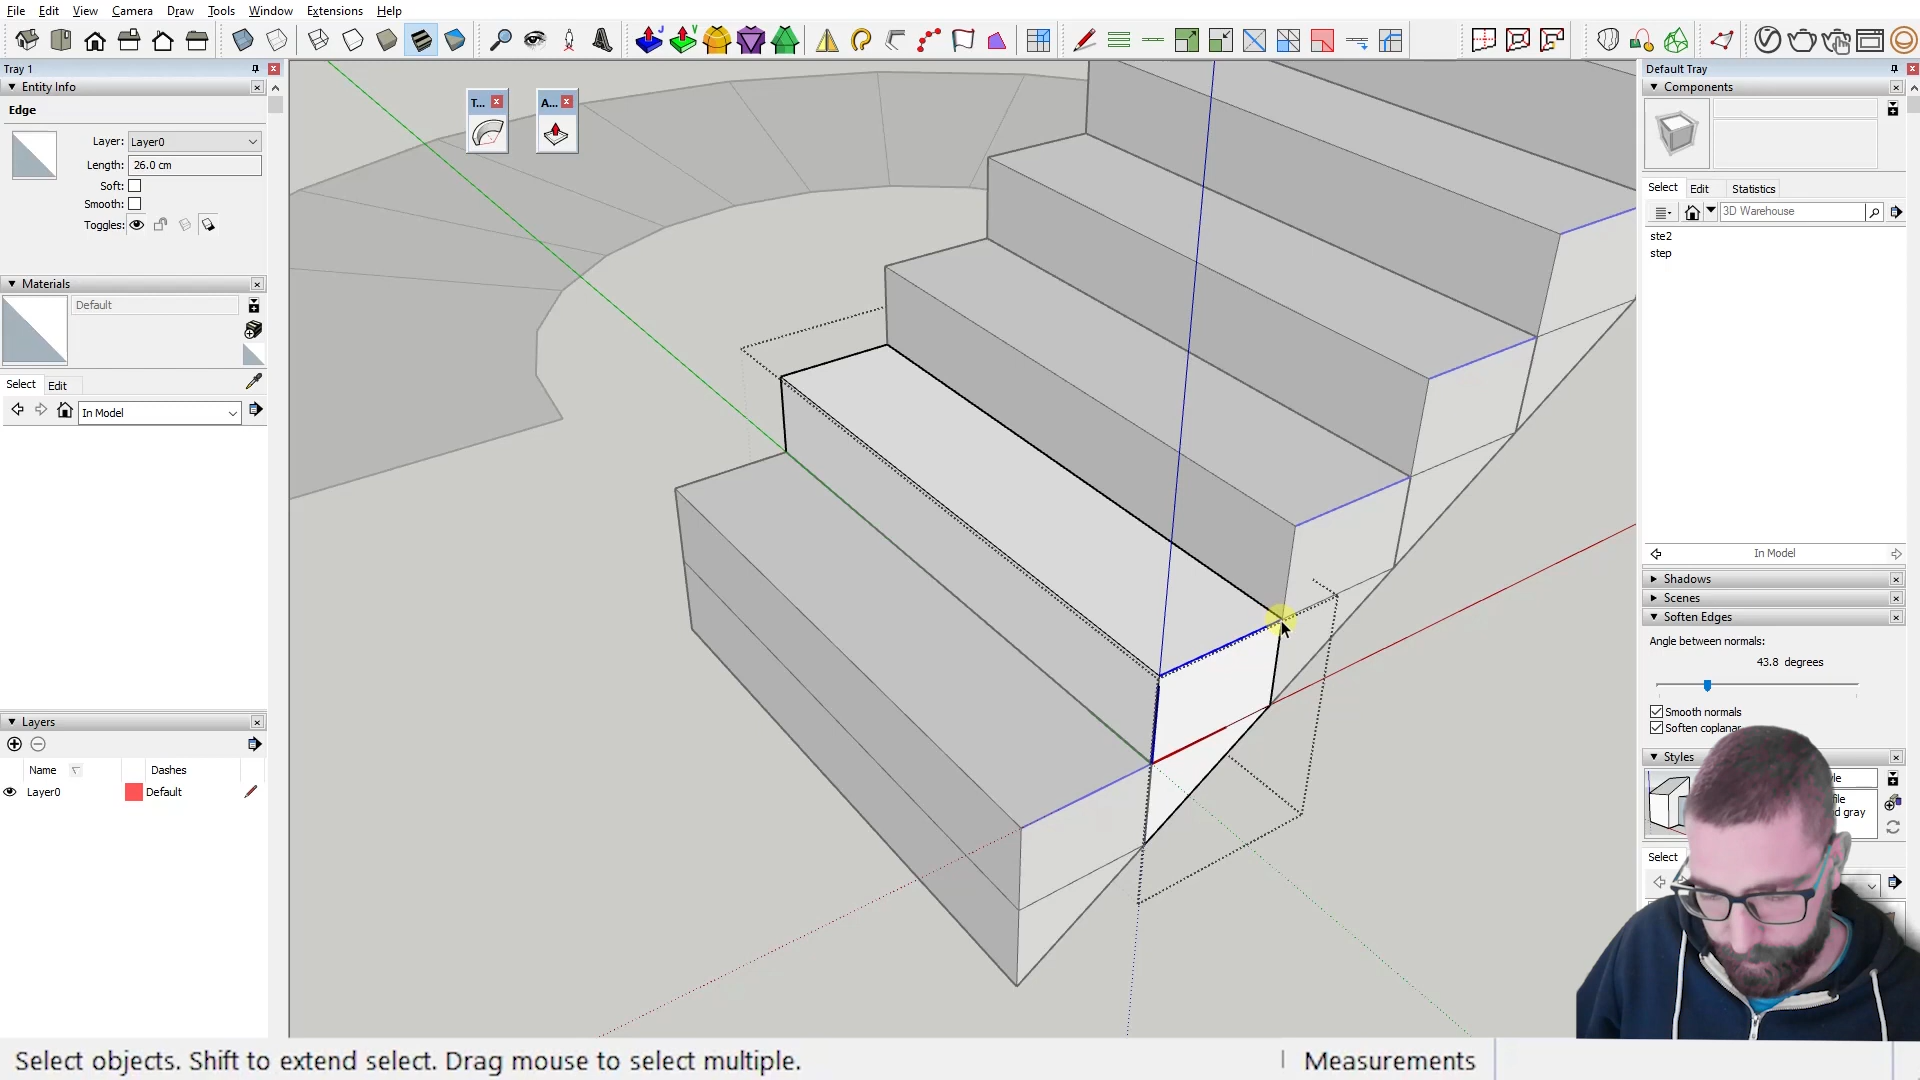 File Edit View Camera Draw Tools Window Extensions Help
Tray 1
Default Tray
Entity Info
Components
T...
A...
Edge
Layer: Layer0
Length: 26.0 cm
Soft:
Smooth:
Toggles:
Select Edit Statistics
3D Warehouse
ste2
step
Materials
Default
Select Edit
In Model
In Model
Shadows
Scenes
Soften Edges
Angle between normals:
43.8 degrees
Smooth normals
Soften coplanar
Layers
Name Dashes
Layer0 Default
Styles
Select
Select objects. Shift to extend select. Drag mouse to select multiple.
Measurements